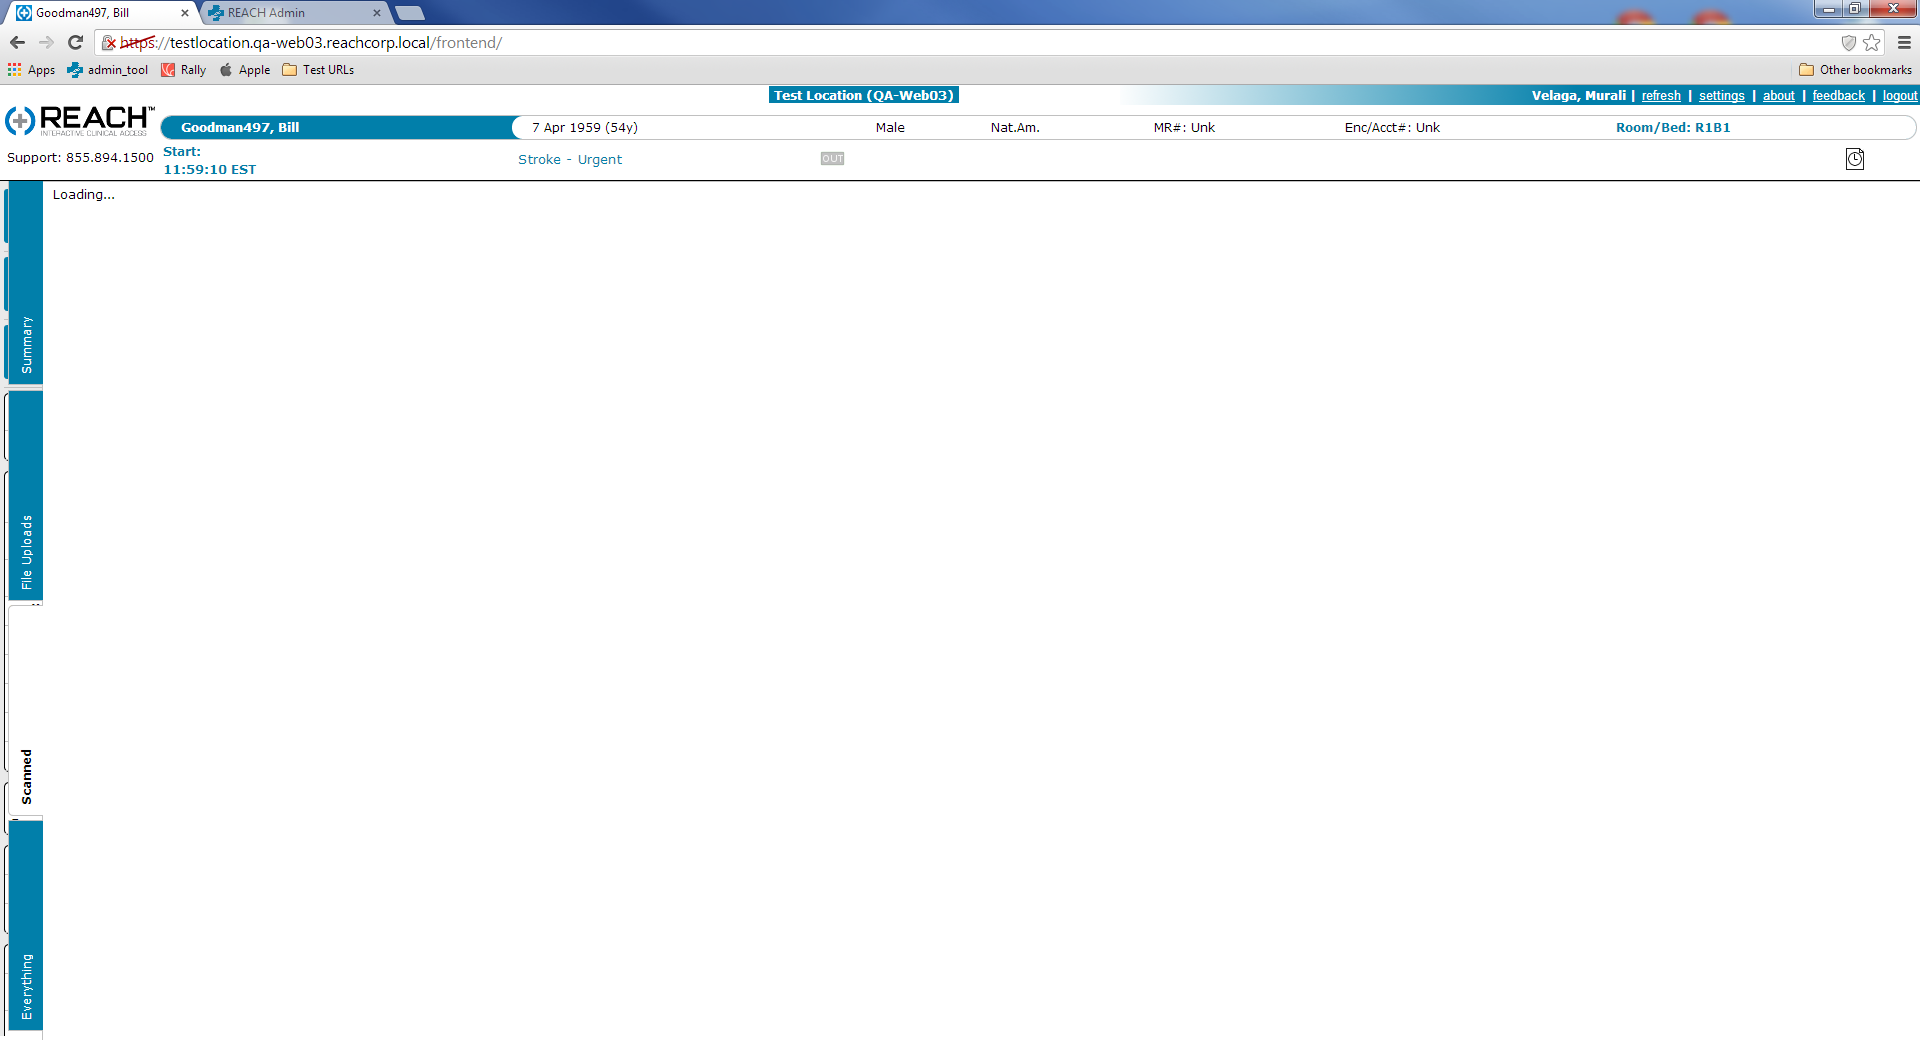 Goodman497, Bill
REACH Admin
https://testlocation.qa-web03.reachcorp.local/frontend/
Apps admin_tool Rally Apple Test URLs Other bookmarks
Test Location (QA-Web03) Velaga, Murali | refresh | settings | about | feedback | logout
REACH™
INTERACTIVE CLINICAL ACCESS
Goodman497, Bill 7 Apr 1959 (54y) Male Nat.Am. MR#: Unk Enc/Acct#: Unk Room/Bed: R1B1
Support: 855.894.1500
Start:
11:59:10 EST
Stroke - Urgent
OUT
Loading...
Summary
File Uploads
Scanned
Everything